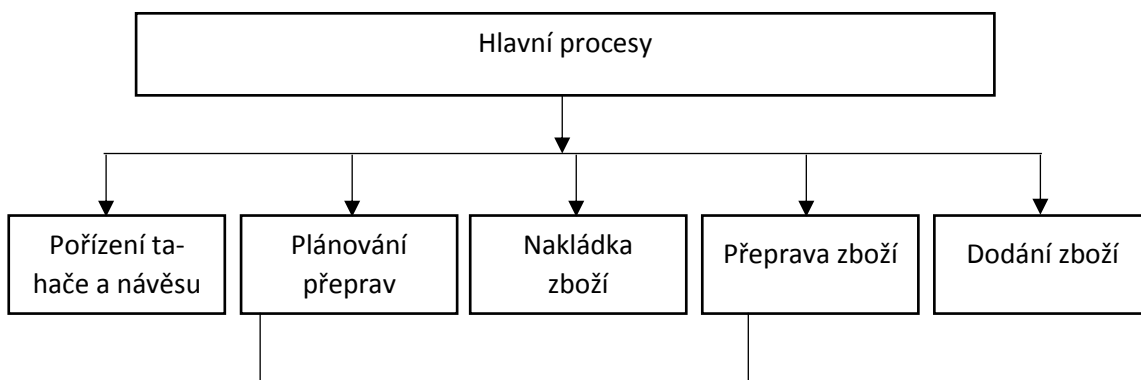 Hlavní procesy
Pořízení ta-
hače a návěsu
Plánování
přeprav
Nakládka
zboží
Přeprava zboží
Dodání zboží